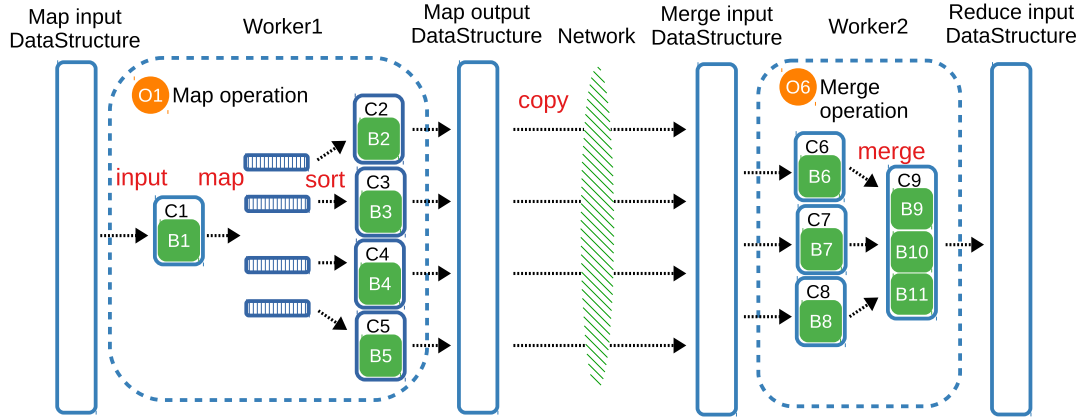 Map input
DataStructure
Worker1
Map output
DataStructure
Network
Merge input
DataStructure
Worker2
Reduce input
DataStructure
O1 Map operation
input
map
sort
copy
C1
B1
C2
B2
C3
B3
C4
B4
C5
B5
O6 Merge
operation
merge
C6
B6
C7
B7
C8
B8
C9
B9
B10
B11